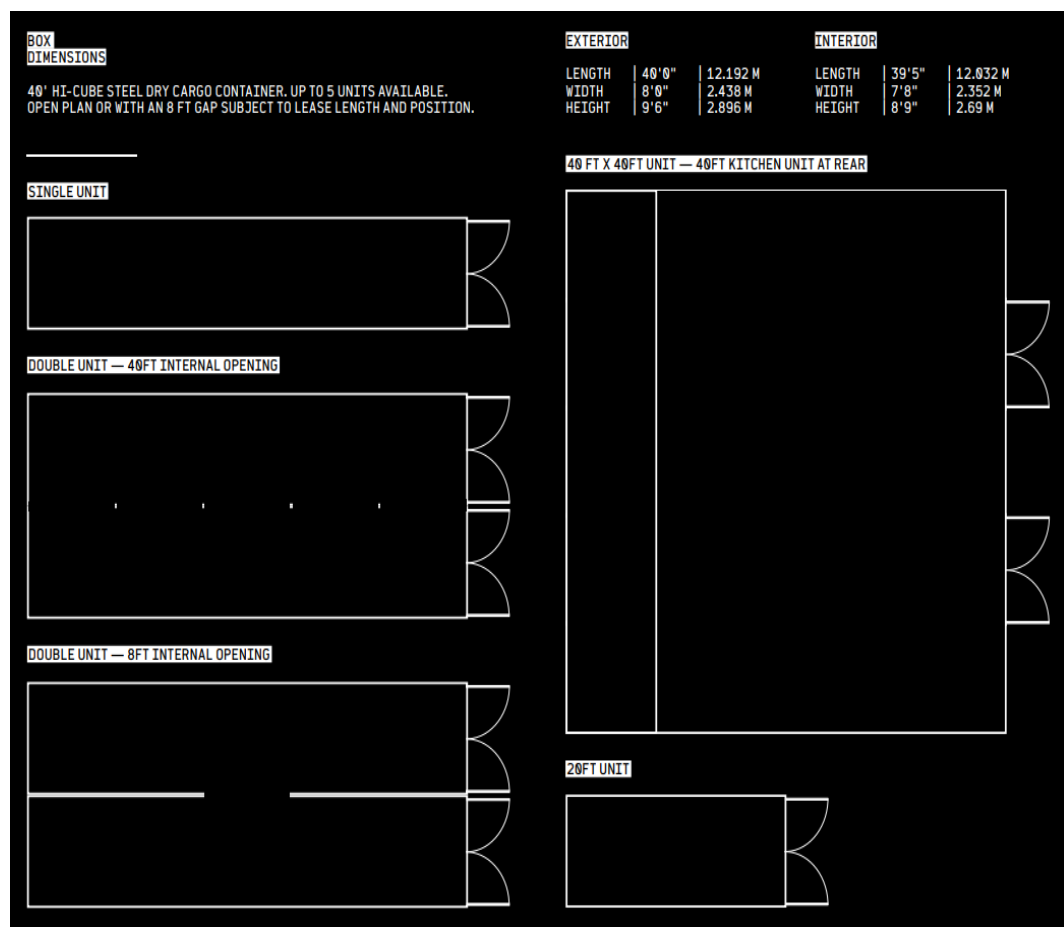 BOX
DIMENSIONS
40' HI-CUBE STEEL DRY CARGO CONTAINER. UP TO 5 UNITS AVAILABLE.
OPEN PLAN OR WITH AN 8 FT GAP SUBJECT TO LEASE LENGTH AND POSITION.
SINGLE UNIT
DOUBLE UNIT — 40FT INTERNAL OPENING
DOUBLE UNIT — 8FT INTERNAL OPENING
EXTERIOR
LENGTH | 40'0" | 12.192 M
WIDTH | 8'0" | 2.438 M
HEIGHT | 9'6" | 2.896 M
INTERIOR
LENGTH | 39'5" | 12.032 M
WIDTH | 7'8" | 2.352 M
HEIGHT | 8'9" | 2.69 M
40 FT X 40FT UNIT — 40FT KITCHEN UNIT AT REAR
20FT UNIT